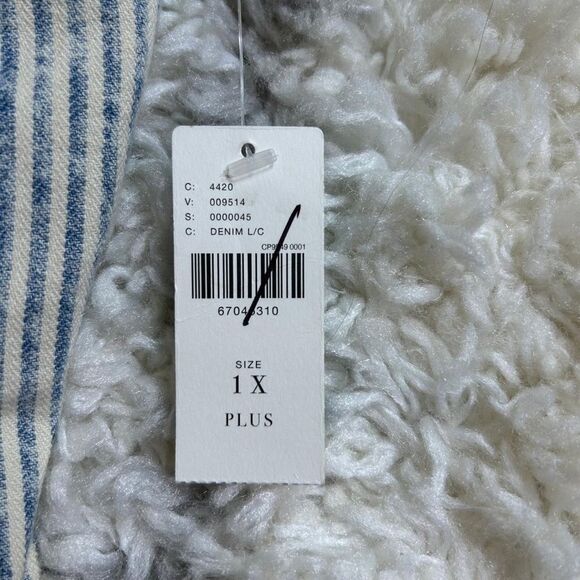 C: 4420
V: 009514
S: 0000045
C: DENIM L/C
SIZE
1 X
PLUS